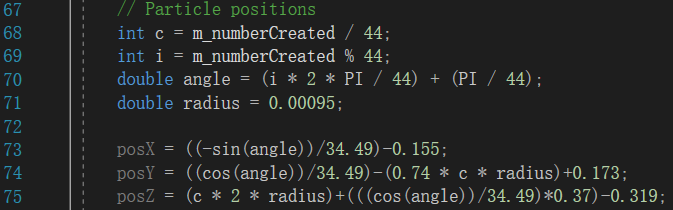 67 // Particle positions
68 int c = m_numberCreated / 44;
69 int i = m_numberCreated % 44;
70 double angle = (i * 2 * PI / 44) + (PI / 44);
71 double radius = 0.00095;
72
73 posX = ((-sin(angle))/34.49)-0.155;
74 posY = ((cos(angle))/34.49)-(0.74 * c * radius)+0.173;
75 posZ = (c * 2 * radius)+(((cos(angle))/34.49)*0.37)-0.319;